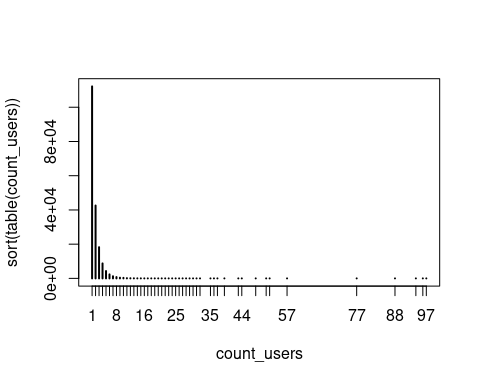 sort(table(count_users))
8e+04
4e+04
0e+00
1 8 16 25 35 44 57 77 88 97
count_users